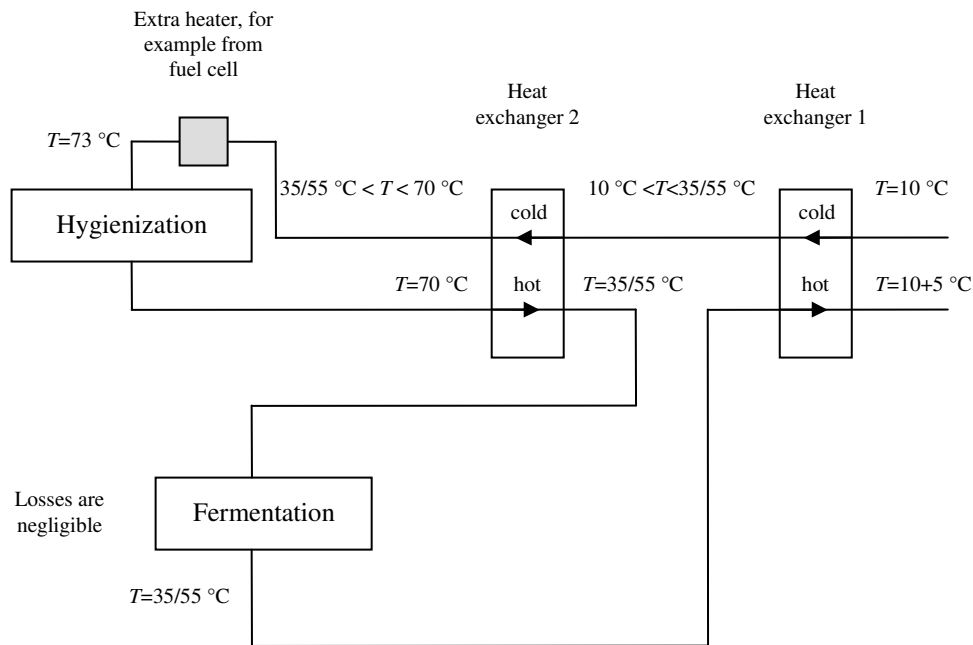 Extra heater, for
example from
fuel cell
Heat
exchanger 2
Heat
exchanger 1
T=73 °C
35/55 °C < T < 70 °C
10 °C <T<35/55 °C
T=10 °C
Hygienization
cold
cold
T=70 °C
hot
T=35/55 °C
hot
T=10+5 °C
Losses are
negligible
Fermentation
T=35/55 °C